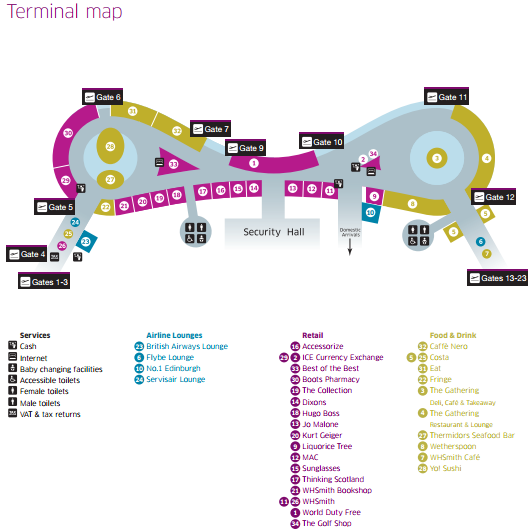 Terminal map
Gate 6
Gate 11
31
32
Gate 7
30
28
Gate 9
Gate 10
34
2
33
1
3
4
29
27
17 16 15 14
13 12 11
9
Gate 12
Gate 5
22 21 20 19 18
8
5
24
10
25
23
Security Hall
Domestic
Arrivals
5
6
26
7
Gate 4
Gates 1-3
Gates 13-23
Services
Cash
Internet
Baby changing facilities
Accessible toilets
Female toilets
Male toilets
VAT & tax returns
Airline Lounges
23 British Airways Lounge
6 Flybe Lounge
10 No.1 Edinburgh
24 Servisair Lounge
Retail
16 Accessorize
29 2 ICE Currency Exchange
33 Best of the Best
30 Boots Pharmacy
19 The Collection
14 Dixons
18 Hugo Boss
13 Jo Malone
20 Kurt Geiger
9 Liquorice Tree
12 MAC
15 Sunglasses
17 Thinking Scotland
21 WHSmith Bookshop
11 26 WHSmith
1 World Duty Free
34 The Golf Shop
Food & Drink
32 Caffè Nero
5 25 Costa
31 Eat
22 Fringe
3 The Gathering
Deli, Café & Takeaway
4 The Gathering
Restaurant & Lounge
27 Thermidors Seafood Bar
8 Wetherspoon
7 WHSmith Café
28 Yo! Sushi